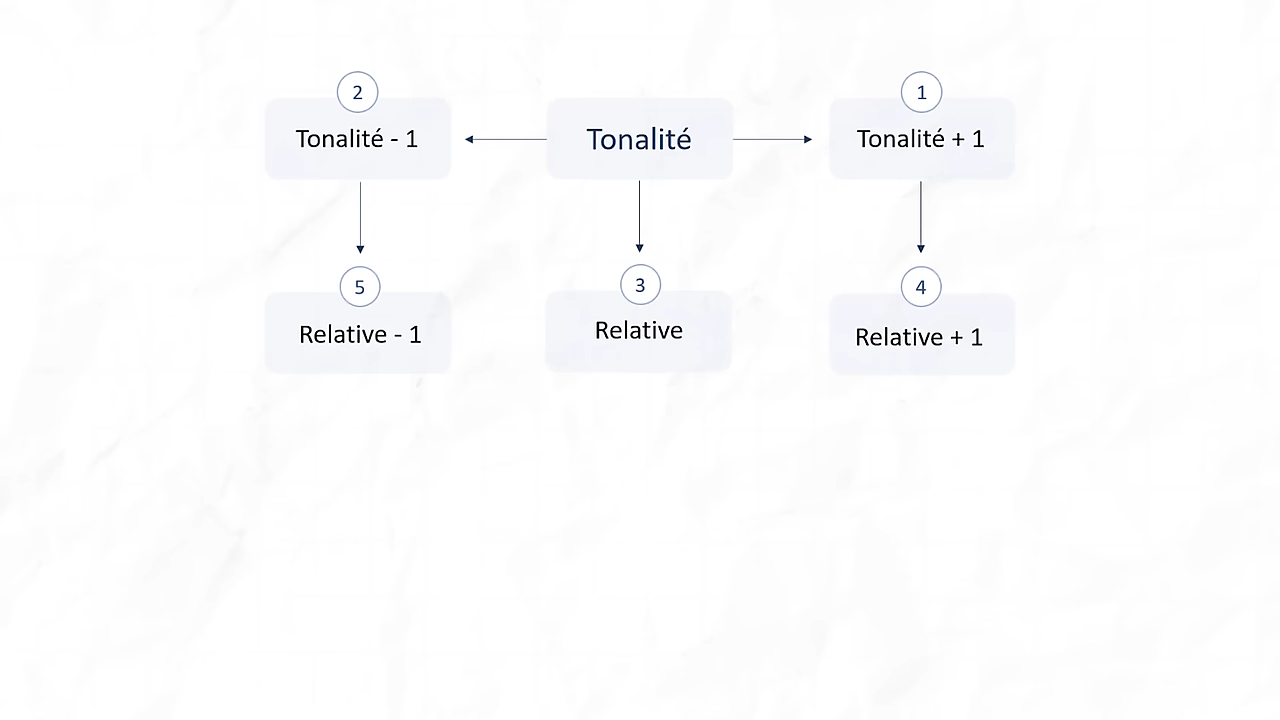 2
1
Tonalité - 1
Tonalité
Tonalité + 1
5
3
4
Relative - 1
Relative
Relative + 1